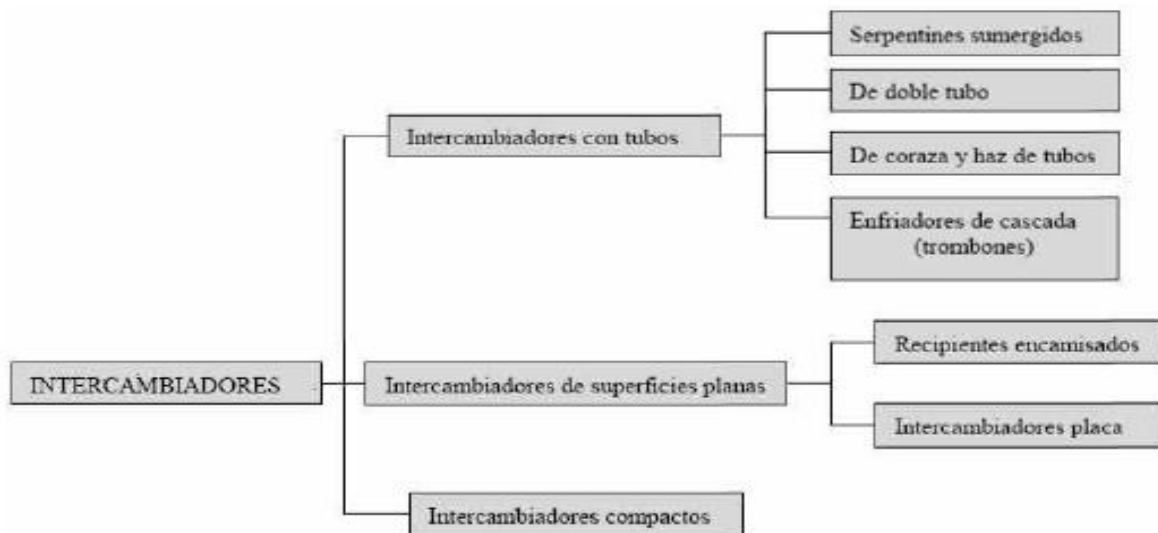 Serpentines sumergidos
De doble tubo
Intercambiadores con tubos
De coraza y haz de tubos
Enfriadores de cascada
(trombones)
Recipientes encamisados
INTERCAMBIADORES
Intercambiadores de superficies planas
Intercambiadores placa
Intercambiadores compactos